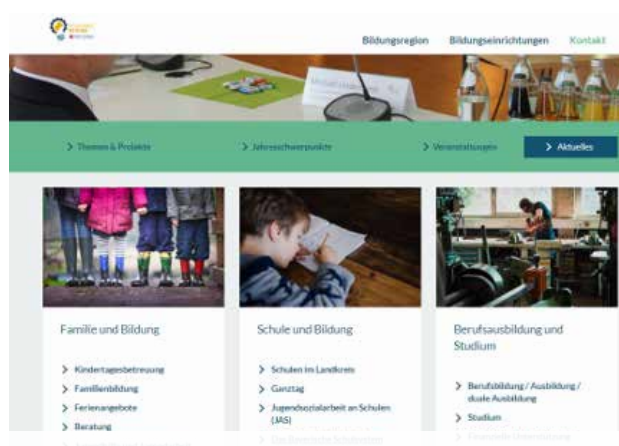 Bildungsregion Bildungseinrichtungen Kontakt
> Themen & Projekte > Jahresschwerpunkte > Veranstaltungen > Aktuelles
Familie und Bildung
> Kindertagesbetreuung
> Familienbildung
> Ferienangebote
> Beratung
Schule und Bildung
> Schulen im Landkreis
> Ganztag
> Jugendsozialarbeit an Schulen
(JAS)
Berufsausbildung und
Studium
> Berufsbildung / Ausbildung /
duale Ausbildung
> Studium